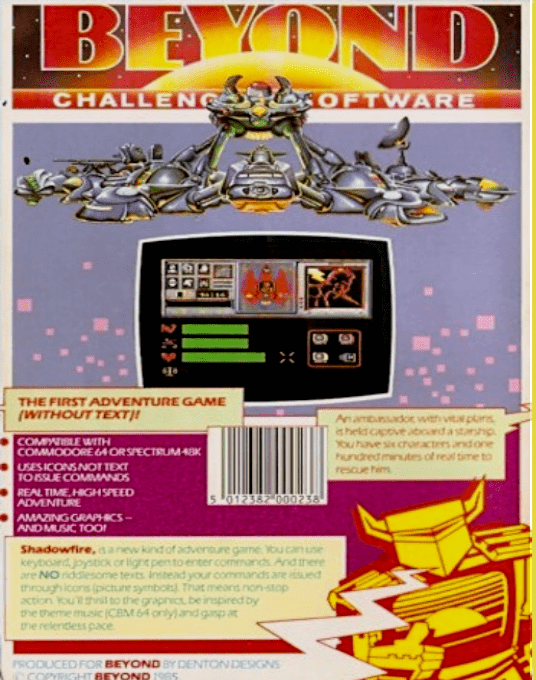 BEYOND
CHALLENGE SOFTWARE
THE FIRST ADVENTURE GAME
(WITHOUT TEXT)!
COMPATIBLE WITH
COMMODORE 64 OR SPECTRUM 48K
USES ICONS NOT TEXT
TO ISSUE COMMANDS
REAL TIME, HIGH SPEED
ADVENTURE
AMAZING GRAPHICS –
AND MUSIC TOO!
An ambassador, with vital plans,
is held captive aboard a starship.
You have six characters and one
hundred minutes of real time to
rescue him.
5 012382 000238
Shadowfire, is a new kind of adventure game. You can use
keyboard, joystick or light pen to enter commands. And there
are NO riddlesome texts. Instead your commands are issued
through icons (picture symbols). That means non-stop
action. You'll thrill to the graphics, be inspired by
the theme music (CBM 64 only) and gasp at
the relentless pace.
PRODUCED FOR BEYOND BY DENTON DESIGNS
© COPYRIGHT BEYOND 1985